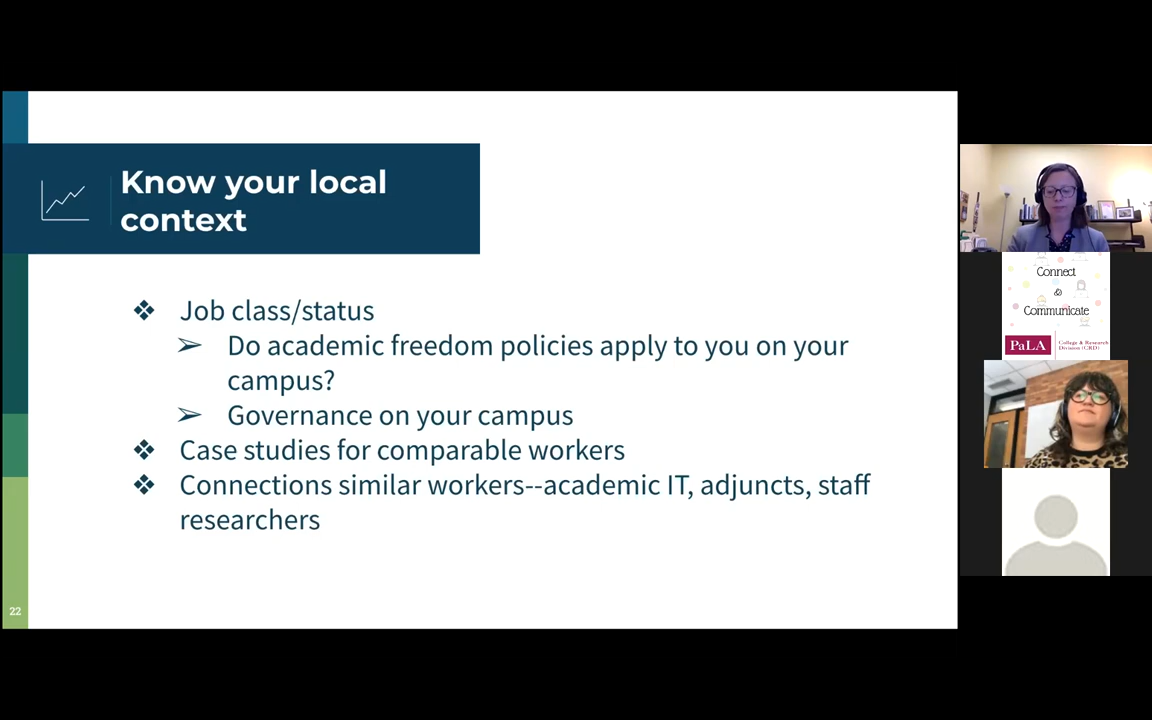 Know your local
context
❖ Job class/status
➢ Do academic freedom policies apply to you on your
campus?
➢ Governance on your campus
❖ Case studies for comparable workers
❖ Connections similar workers--academic IT, adjuncts, staff
researchers
22
Connect
&
Communicate
PaLA
College & Research
Division (CRD)